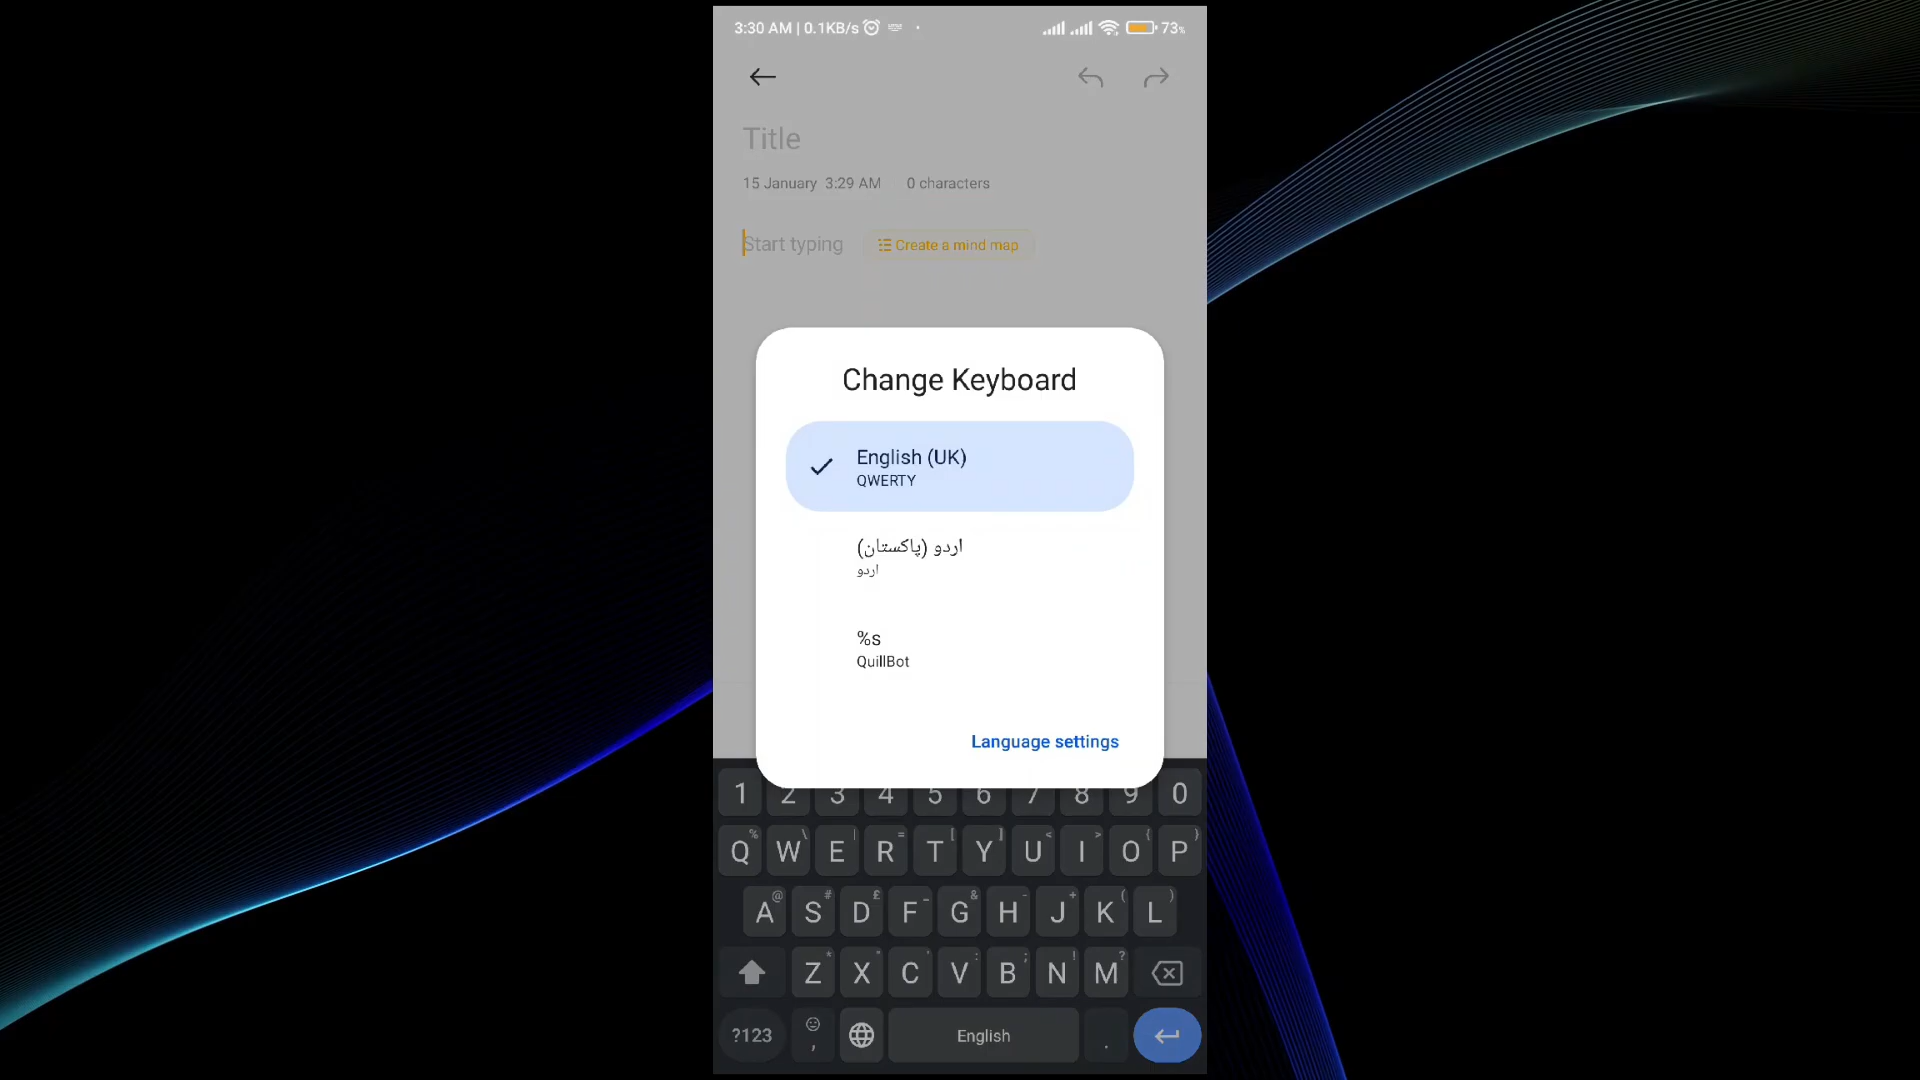 3:30 AM | 0.1KB/s 73%
Title
15 January 3:29 AM 0 characters
Start typing Create a mind map
Change Keyboard
English (UK)
QWERTY
اردو (پاکستان)
اردو
%s
QuillBot
Language settings
1 2 3 4 5 6 7 8 9 0
% \ | = [ ] < > { }
Q W E R T Y U I O P
@ # £ _ & - + ( )
A S D F G H J K L
* " ' : ; ! ?
Z X C V B N M
?123 , English .